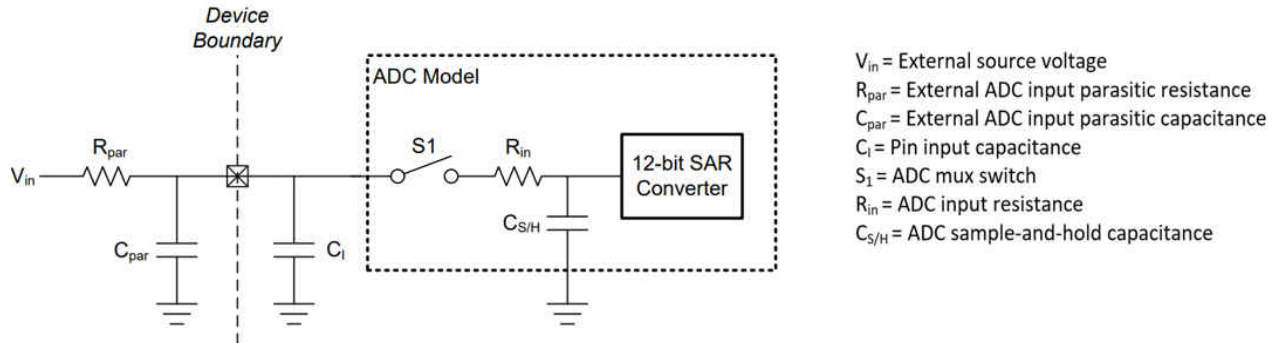 Device
Boundary
ADC Model
V_in
R_par
S1
R_in
12-bit SAR
Converter
C_par
C_I
C_S/H
V_in = External source voltage
R_par = External ADC input parasitic resistance
C_par = External ADC input parasitic capacitance
C_I = Pin input capacitance
S_1 = ADC mux switch
R_in = ADC input resistance
C_S/H = ADC sample-and-hold capacitance